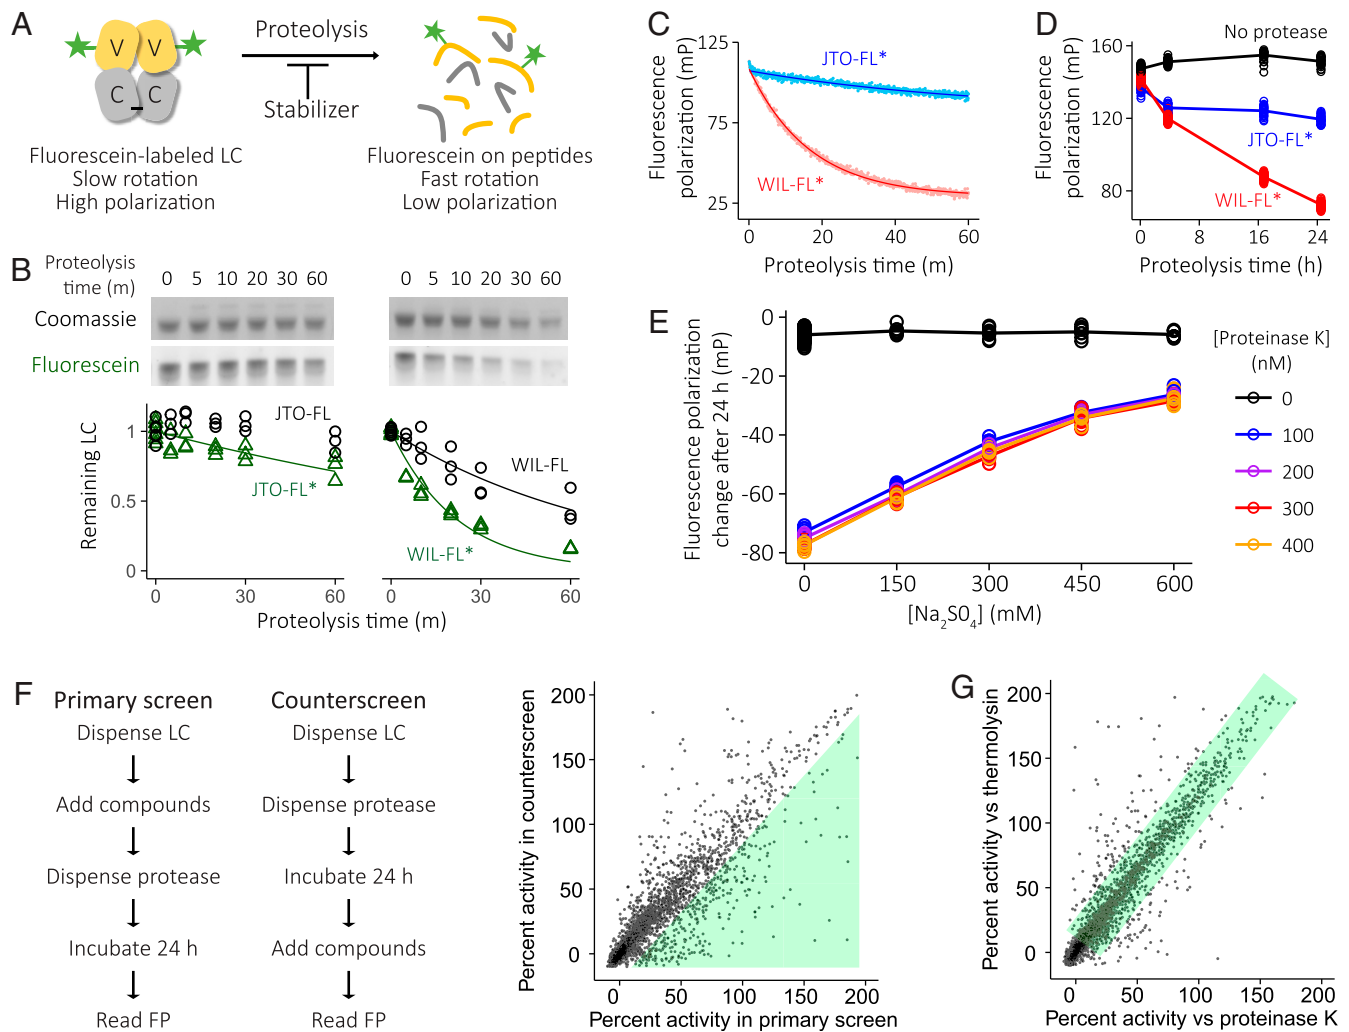 A
V V
C C
Proteolysis
Stabilizer
Fluorescein-labeled LC
Slow rotation
High polarization
Fluorescein on peptides
Fast rotation
Low polarization
B
Proteolysis
time (m)
0 5 10 20 30 60
0 5 10 20 30 60
Coomassie
Fluorescein
Remaining LC
1
0.5
0
JTO-FL
JTO-FL*
WIL-FL
WIL-FL*
0 30 60
0 30 60
Proteolysis time (m)
C
Fluorescence
polarization (mP)
125
75
25
JTO-FL*
WIL-FL*
0 20 40 60
Proteolysis time (m)
D
Fluorescence
polarization (mP)
160
120
80
No protease
JTO-FL*
WIL-FL*
0 8 16 24
Proteolysis time (h)
E
Fluorescence polarization
change after 24 h (mP)
0
-20
-40
-60
-80
0 150 300 450 600
[Na2SO4] (mM)
[Proteinase K]
(nM)
0
100
200
300
400
F
Primary screen
Dispense LC
Add compounds
Dispense protease
Incubate 24 h
Read FP
Counterscreen
Dispense LC
Dispense protease
Incubate 24 h
Add compounds
Read FP
Percent activity in counterscreen
200
150
100
50
0
0 50 100 150 200
Percent activity in primary screen
G
Percent activity vs thermolysin
200
150
100
50
0
0 50 100 150 200
Percent activity vs proteinase K